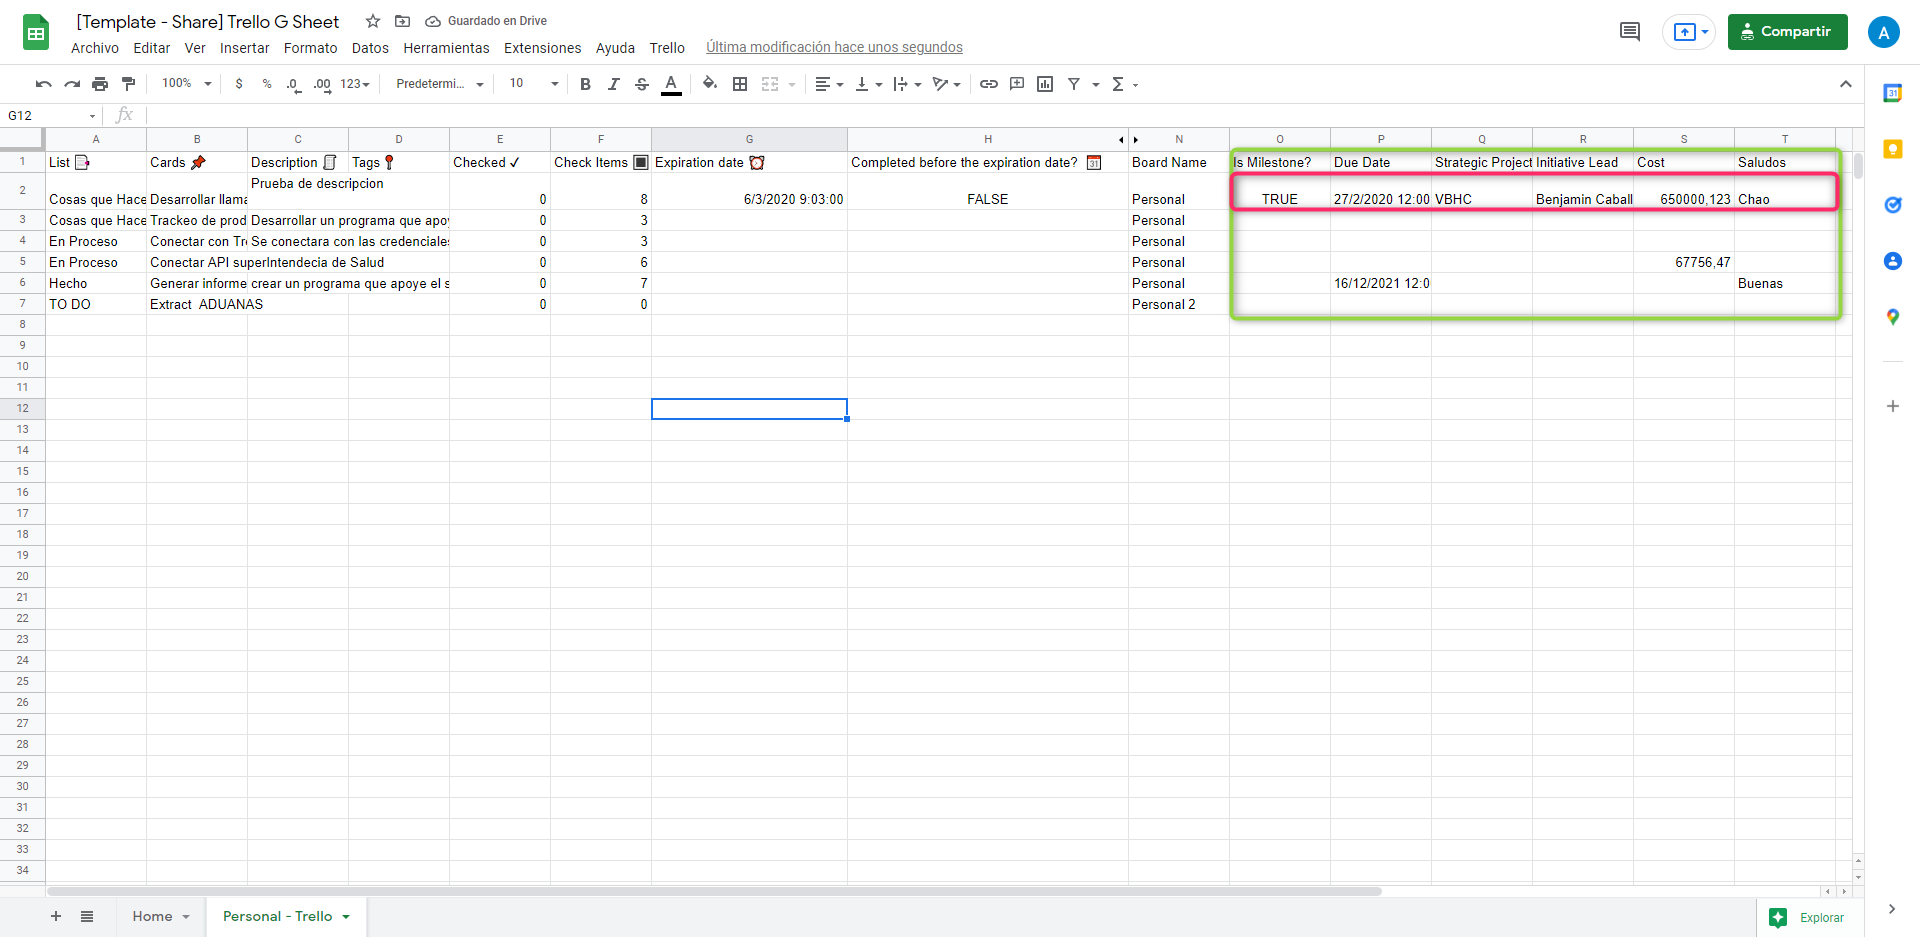 [Template - Share] Trello G Sheet Guardado en Drive
Archivo Editar Ver Insertar Formato Datos Herramientas Extensiones Ayuda Trello Última modificación hace unos segundos
Compartir
A
100% $ % .0 .00 123 Predetermi... 10 B I S A Σ
31
G12 fx
A B C D E F G H N O P Q R S T
1 List Cards Description Tags Checked ✓ Check Items Expiration date Completed before the expiration date? 31 Board Name Is Milestone? Due Date Strategic Project Initiative Lead Cost Saludos
Prueba de descripcion
2 Cosas que Hace Desarrollar llama 0 8 6/3/2020 9:03:00 FALSE Personal TRUE 27/2/2020 12:00 VBHC Benjamin Caball 650000,123 Chao
3 Cosas que Hace Trackeo de prod Desarrollar un programa que apoy 0 3 Personal
4 En Proceso Conectar con Tre Se conectara con las credenciales 0 3 Personal
5 En Proceso Conectar API superIntendecia de Salud 0 6 Personal 67756,47
6 Hecho Generar informe crear un programa que apoye el s 0 7 Personal 16/12/2021 12:0 Buenas
7 TO DO Extract ADUANAS 0 0 Personal 2
8
9
10
11
12
13
14
15
16
17
18
19
20
21
22
23
24
25
26
27
28
29
30
31
32
33
34
Home Personal - Trello Explorar